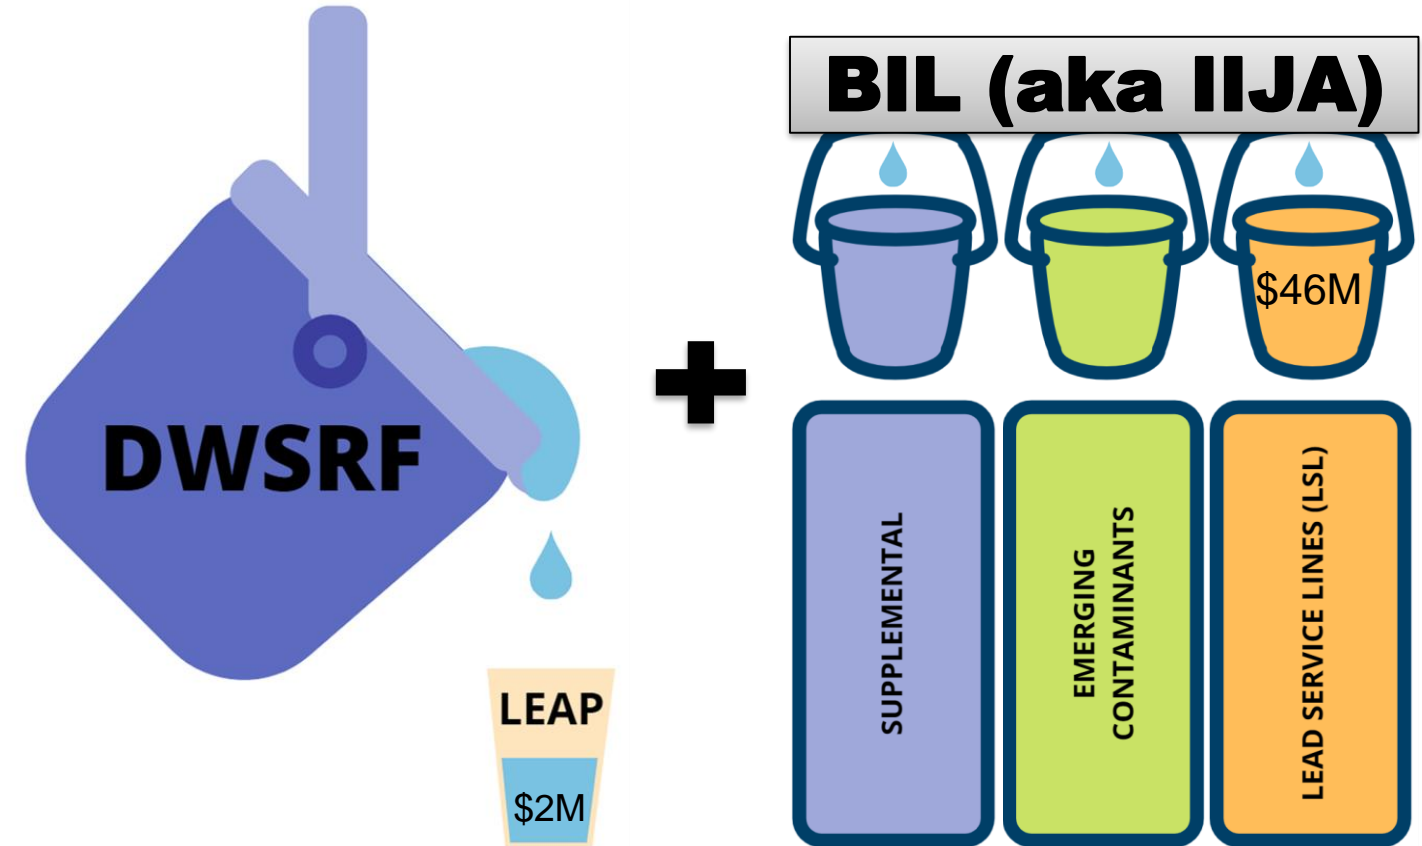 DWSRF
LEAP
$2M
BIL (aka IIJA)
$46M
SUPPLEMENTAL
EMERGING
CONTAMINANTS
LEAD SERVICE LINES (LSL)